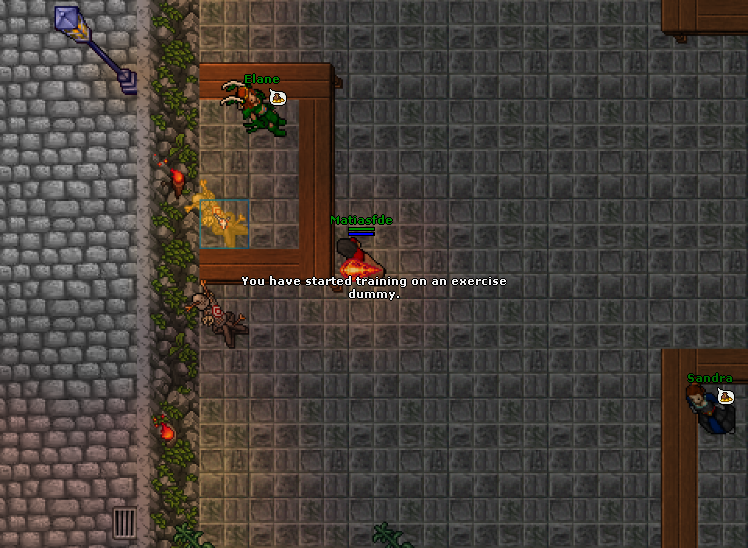 Elane
Matiasfde
You have started training on an exercise
dummy.
Sandra